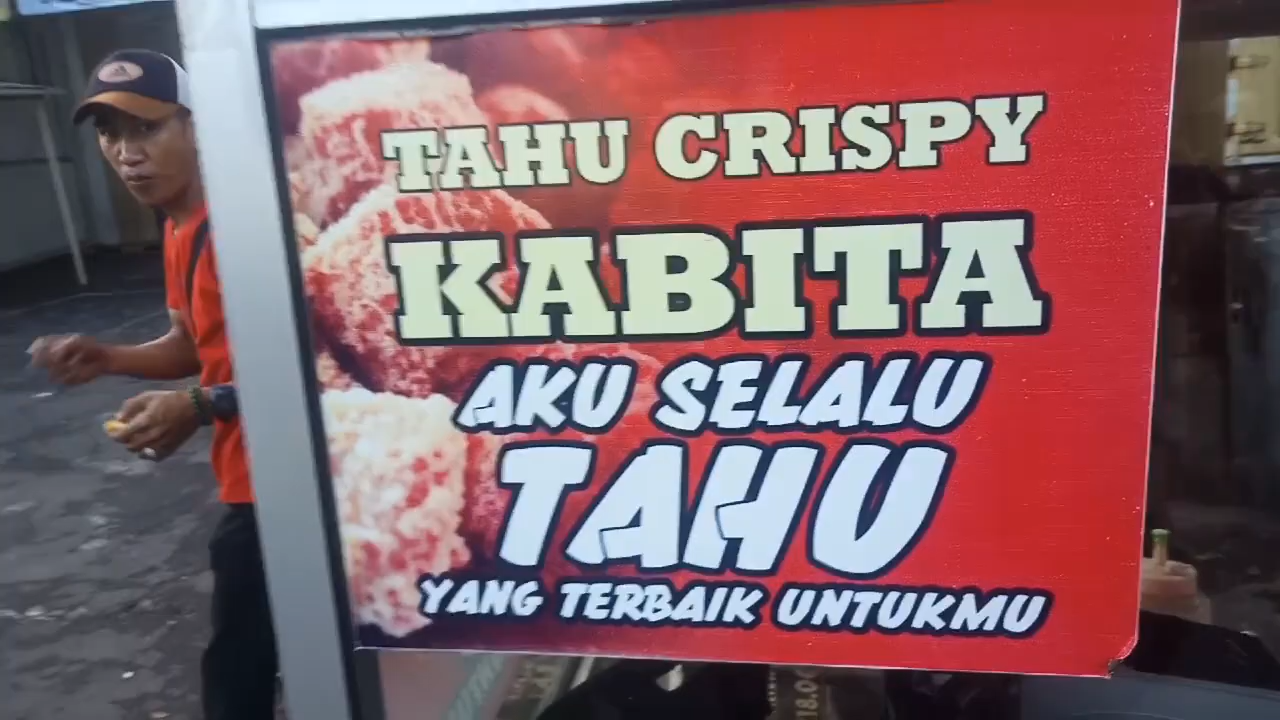 TAHU CRISPY
KABITA
AKU SELALU
TAHU
YANG TERBAIK UNTUKMU